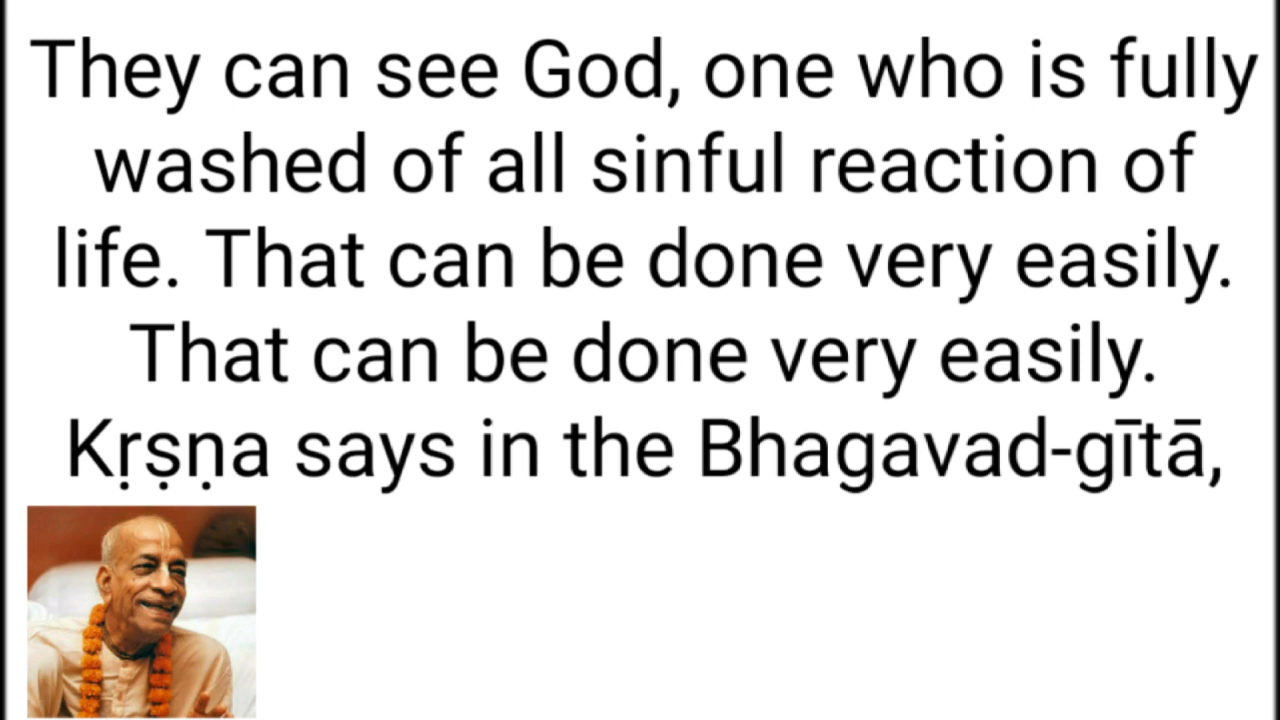 They can see God, one who is fully
washed of all sinful reaction of
life. That can be done very easily.
That can be done very easily.
Kṛṣṇa says in the Bhagavad-gītā,